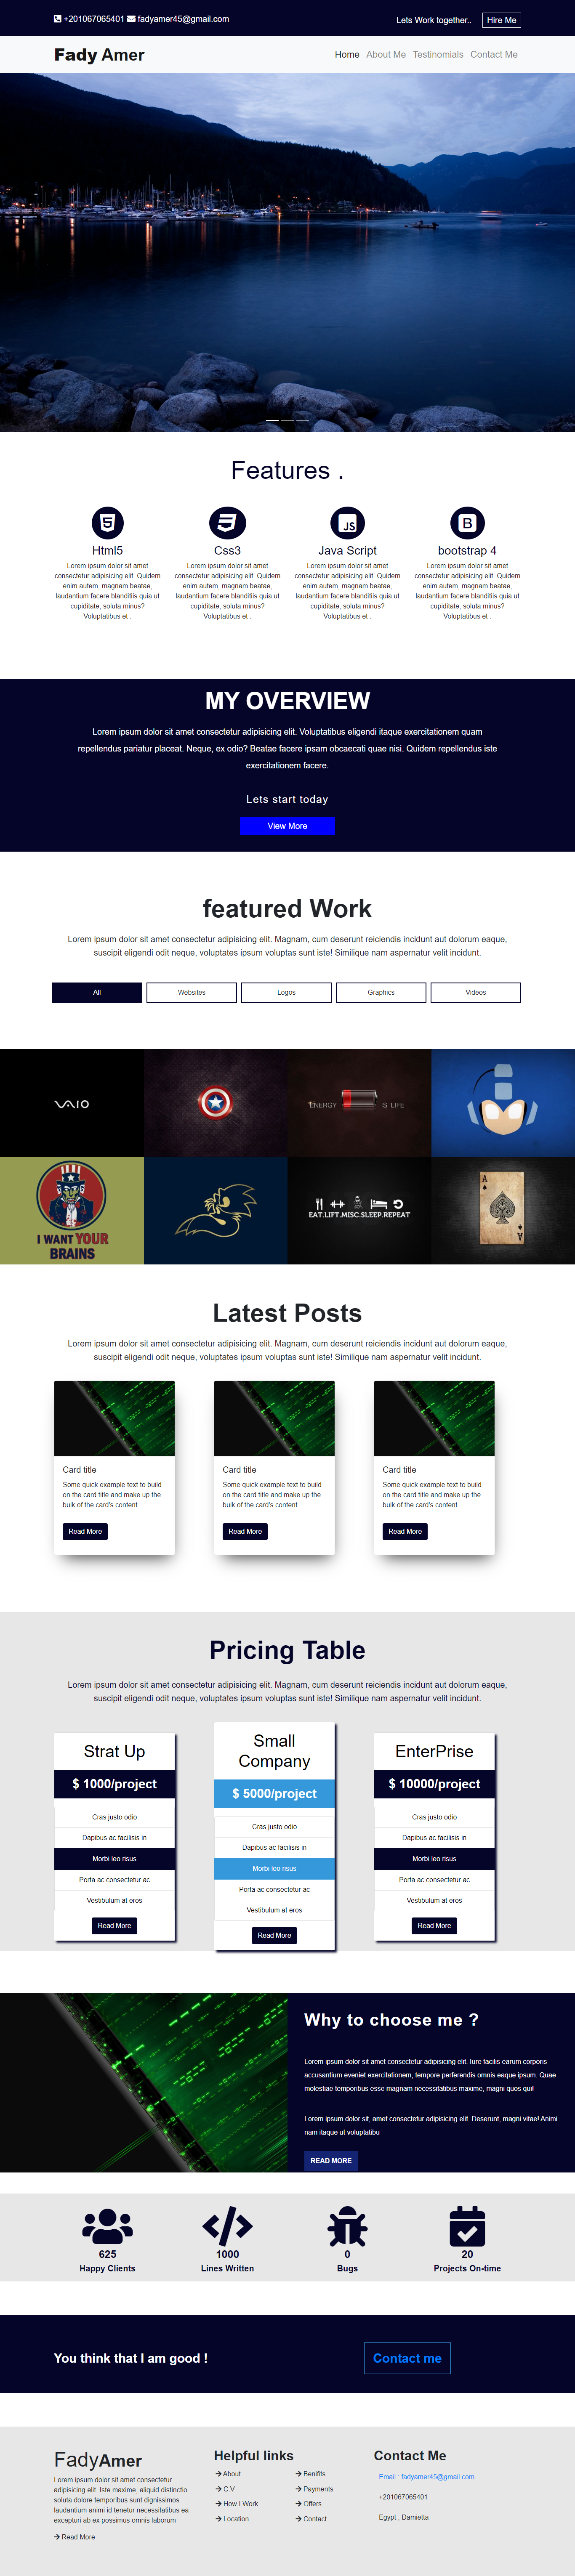 +201067065401 fadyamer45@gmail.com
Lets Work together.. Hire Me
Fady Amer
Home About Me Testinomials Contact Me
Features .
Html5
Lorem ipsum dolor sit amet
consectetur adipisicing elit. Quidem
enim autem, magnam beatae,
laudantium facere blanditiis quia ut
cupiditate, soluta minus?
Voluptatibus et .
Css3
Lorem ipsum dolor sit amet
consectetur adipisicing elit. Quidem
enim autem, magnam beatae,
laudantium facere blanditiis quia ut
cupiditate, soluta minus?
Voluptatibus et .
JS
Java Script
Lorem ipsum dolor sit amet
consectetur adipisicing elit. Quidem
enim autem, magnam beatae,
laudantium facere blanditiis quia ut
cupiditate, soluta minus?
Voluptatibus et .
B
bootstrap 4
Lorem ipsum dolor sit amet
consectetur adipisicing elit. Quidem
enim autem, magnam beatae,
laudantium facere blanditiis quia ut
cupiditate, soluta minus?
Voluptatibus et .
MY OVERVIEW
Lorem ipsum dolor sit amet consectetur adipisicing elit. Voluptatibus eligendi itaque exercitationem quam
repellendus pariatur placeat. Neque, ex odio? Beatae facere ipsam obcaecati quae nisi. Quidem repellendus iste
exercitationem facere.
Lets start today
View More
featured Work
Lorem ipsum dolor sit amet consectetur adipisicing elit. Magnam, cum deserunt reiciendis incidunt aut dolorum eaque,
suscipit eligendi odit neque, voluptates ipsum voluptas sunt iste! Similique nam aspernatur velit incidunt.
All Websites Logos Graphics Videos
VAIO
ENERGY IS LIFE
I WANT YOUR
BRAINS
EAT.LIFT.MISC.SLEEP.REPEAT
A
A
Latest Posts
Lorem ipsum dolor sit amet consectetur adipisicing elit. Magnam, cum deserunt reiciendis incidunt aut dolorum eaque,
suscipit eligendi odit neque, voluptates ipsum voluptas sunt iste! Similique nam aspernatur velit incidunt.
Card title
Some quick example text to build
on the card title and make up the
bulk of the card's content.
Read More
Card title
Some quick example text to build
on the card title and make up the
bulk of the card's content.
Read More
Card title
Some quick example text to build
on the card title and make up the
bulk of the card's content.
Read More
Pricing Table
Lorem ipsum dolor sit amet consectetur adipisicing elit. Magnam, cum deserunt reiciendis incidunt aut dolorum eaque,
suscipit eligendi odit neque, voluptates ipsum voluptas sunt iste! Similique nam aspernatur velit incidunt.
Strat Up
$ 1000/project
Cras justo odio
Dapibus ac facilisis in
Morbi leo risus
Porta ac consectetur ac
Vestibulum at eros
Read More
Small
Company
$ 5000/project
Cras justo odio
Dapibus ac facilisis in
Morbi leo risus
Porta ac consectetur ac
Vestibulum at eros
Read More
EnterPrise
$ 10000/project
Cras justo odio
Dapibus ac facilisis in
Morbi leo risus
Porta ac consectetur ac
Vestibulum at eros
Read More
Why to choose me ?
Lorem ipsum dolor sit amet consectetur adipisicing elit. Iure facilis earum corporis
accusantium eveniet exercitationem, tempore perferendis omnis eaque ipsum. Quae
molestiae temporibus esse magnam necessitatibus maxime, magni quos qui!
Lorem ipsum dolor sit, amet consectetur adipisicing elit. Deserunt, magni vitae! Animi
nam itaque ut voluptatibu
READ MORE
625
Happy Clients
1000
Lines Written
0
Bugs
20
Projects On-time
You think that I am good !
Contact me
FadyAmer
Lorem ipsum dolor sit amet consectetur
adipisicing elit. Iste maxime, aliquid distinctio
soluta dolore temporibus sunt dignissimos
laudantium animi id tenetur necessitatibus ea
excepturi ab ex possimus omnis laborum
Read More
Helpful links
About
C.V
How I Work
Location
Benifits
Payments
Offers
Contact
Contact Me
Email : fadyamer45@gmail.com
+201067065401
Egypt , Damietta